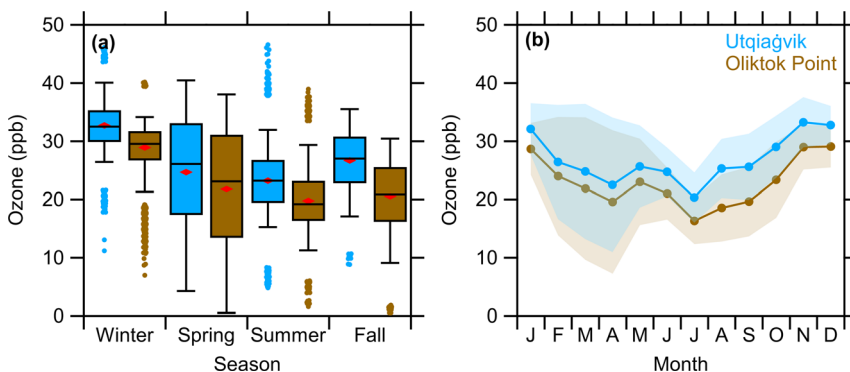 (a)
50
40
30
20
10
0
Ozone (ppb)
Winter Spring Summer Fall
Season
(b)
Utqiaġvik
Oliktok Point
50
40
30
20
10
0
Ozone (ppb)
J F M A M J J A S O N D
Month